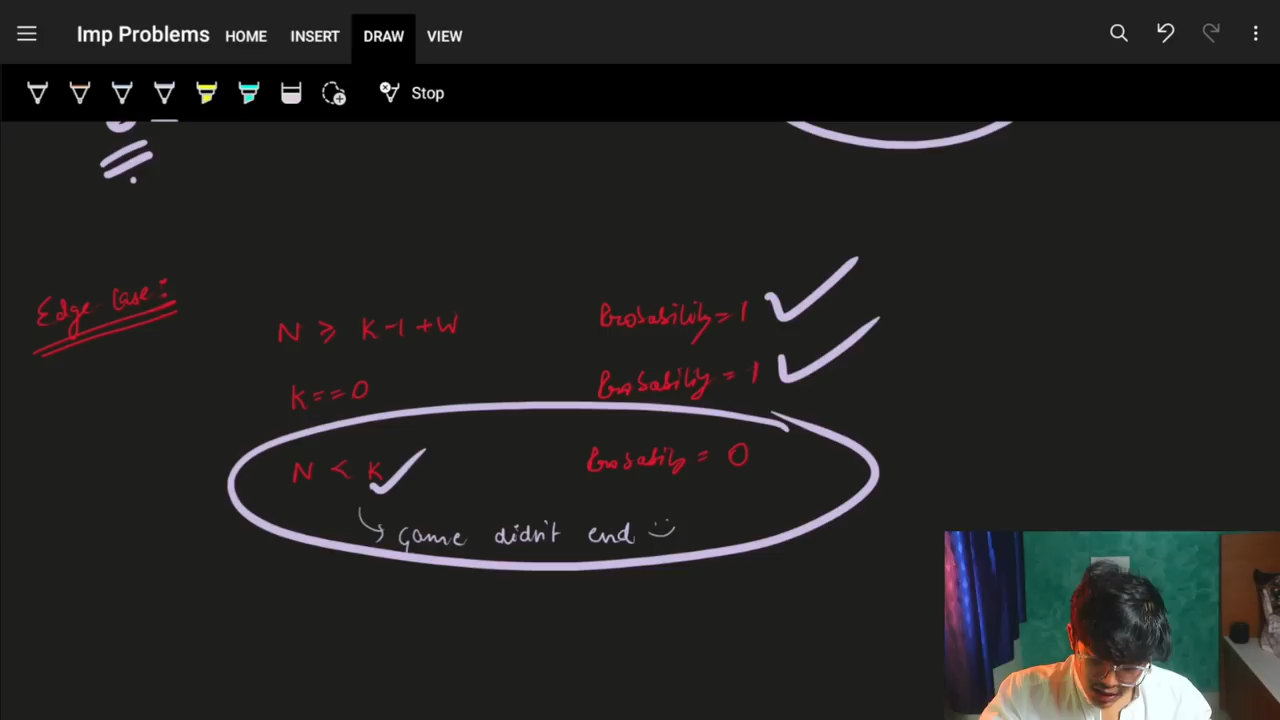 Imp Problems HOME INSERT DRAW VIEW
Stop
Edge Case:
N ≥ K-1+W Probability = 1
K==0 Probability = 1
N < K Probability = 0
game didn't end